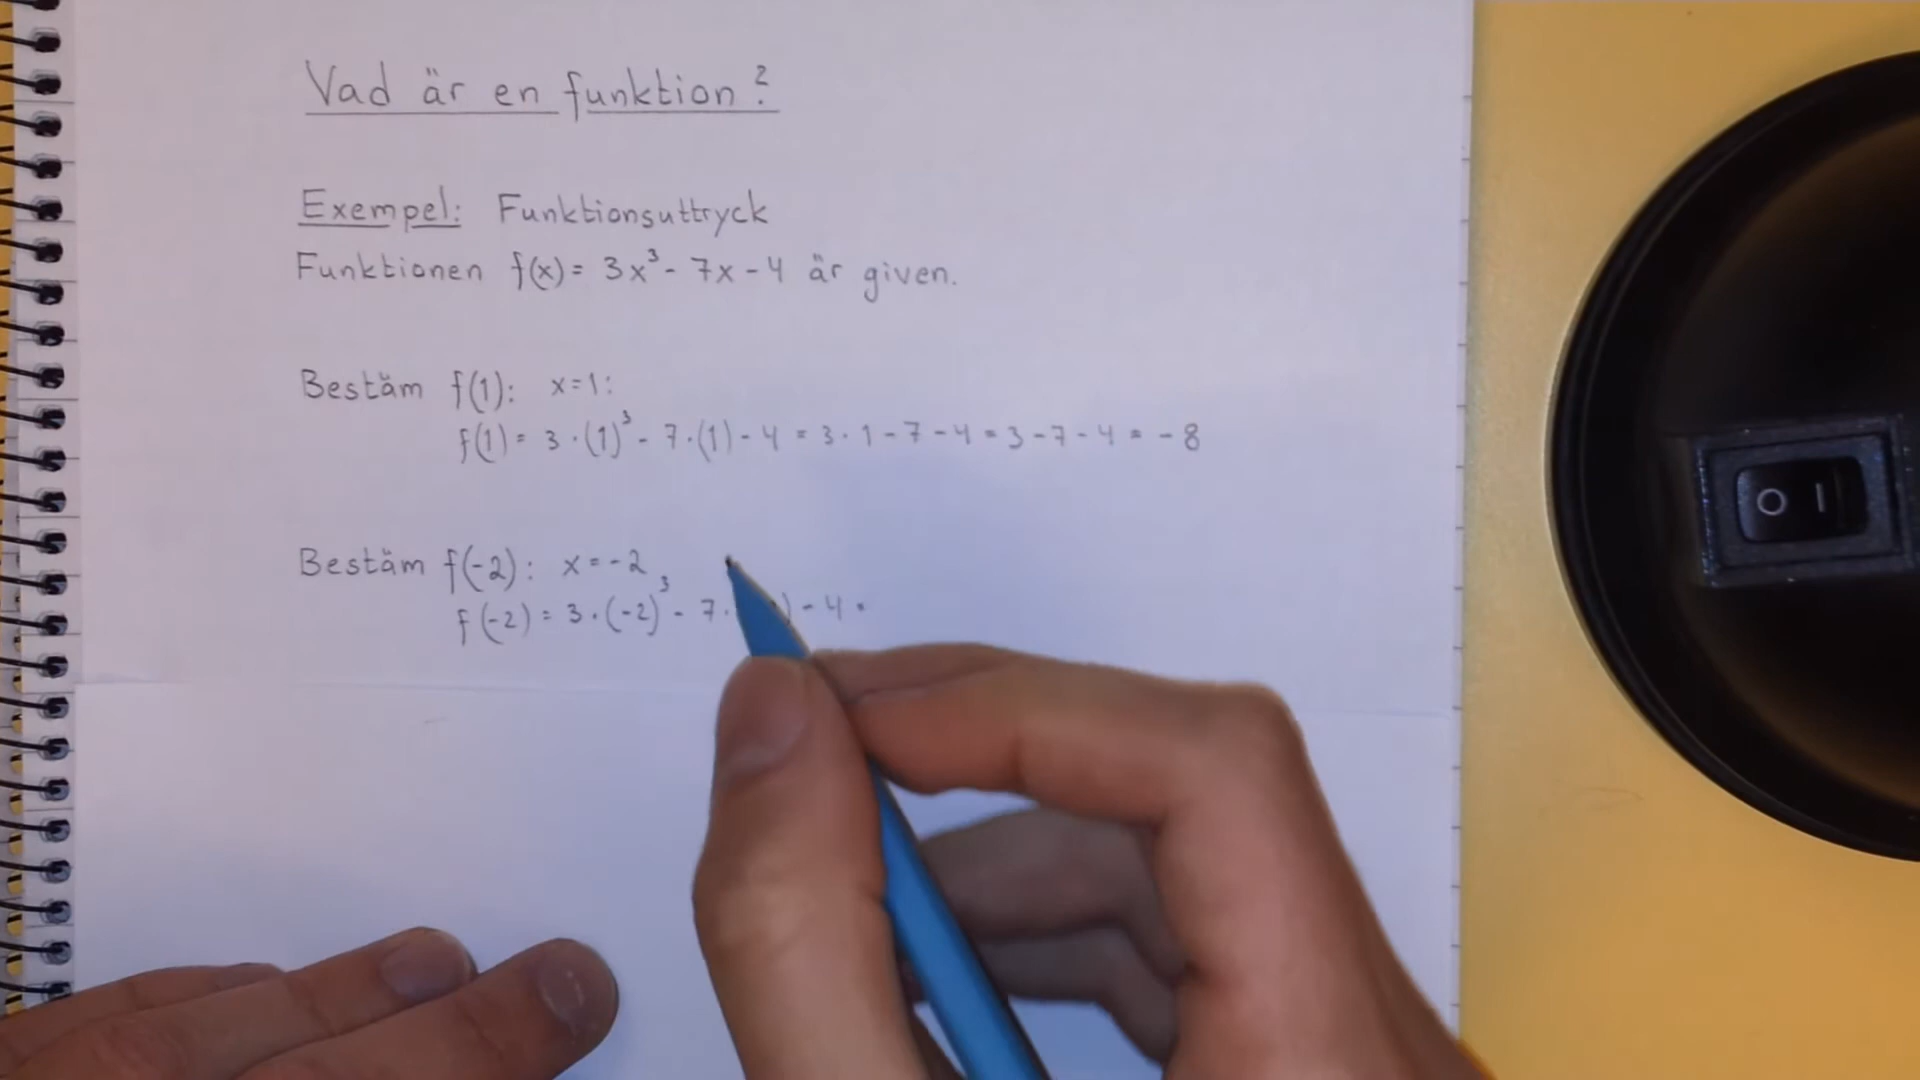 Vad är en funktion?
Exempel: Funktionsuttryck
Funktionen f(x) = 3x³ - 7x - 4 är given.
Bestäm f(1): x=1:
f(1) = 3·(1)³ - 7·(1) - 4 = 3·1 - 7 - 4 = 3 - 7 - 4 = -8
Bestäm f(-2): x=-2
f(-2) = 3·(-2)³ - 7· ) - 4 =
O I